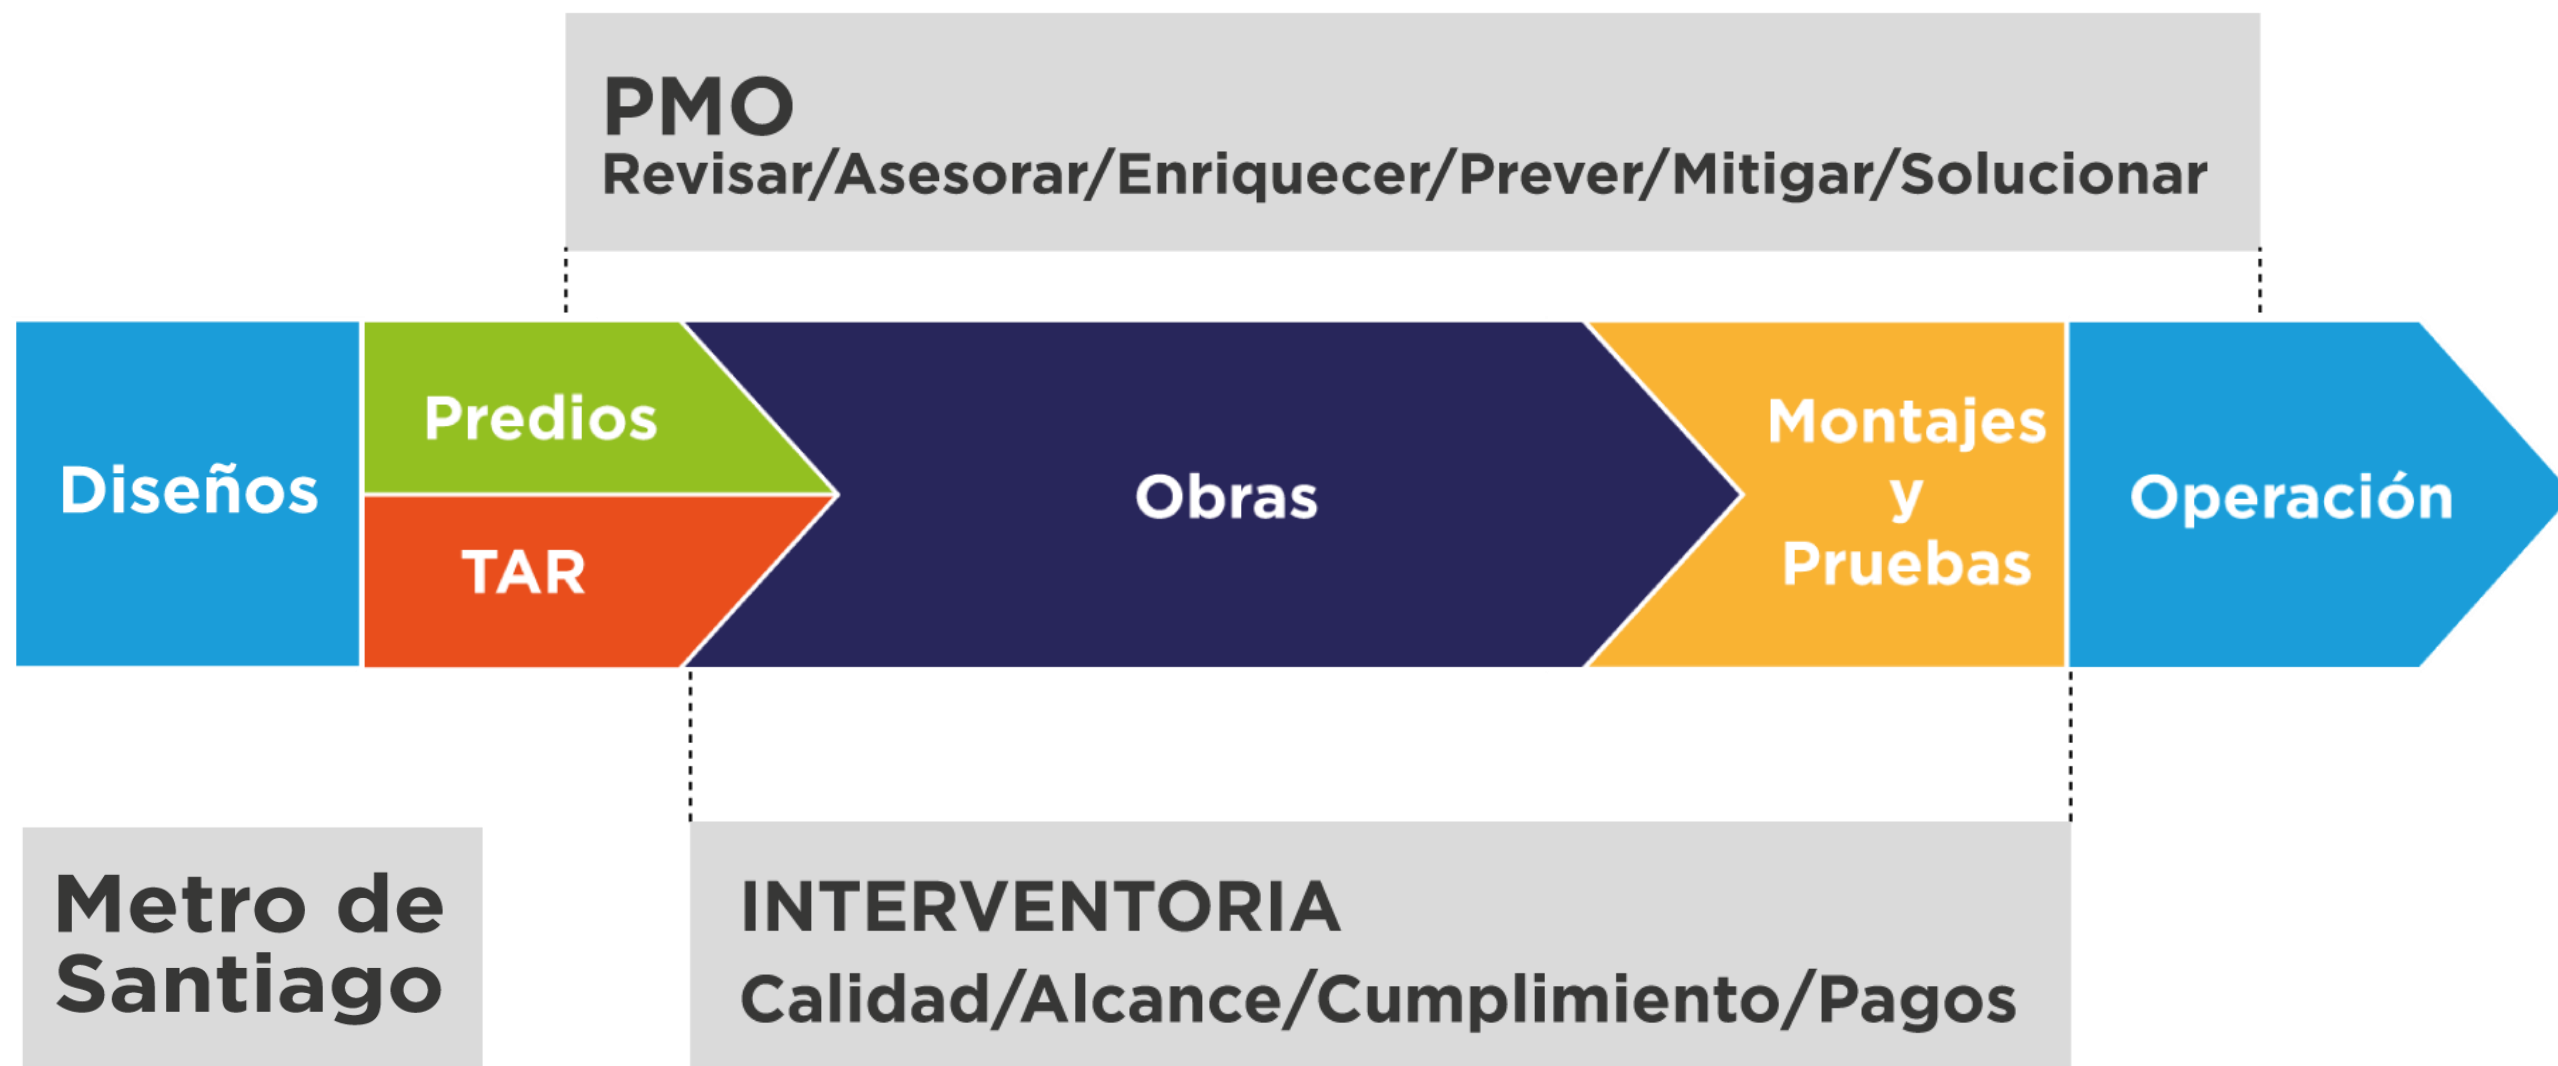 PMO
Revisar/Asesorar/Enriquecer/Prever/Mitigar/Solucionar
Diseños
Predios
TAR
Obras
Montajes
y
Pruebas
Operación
Metro de
Santiago
INTERVENTORIA
Calidad/Alcance/Cumplimiento/Pagos